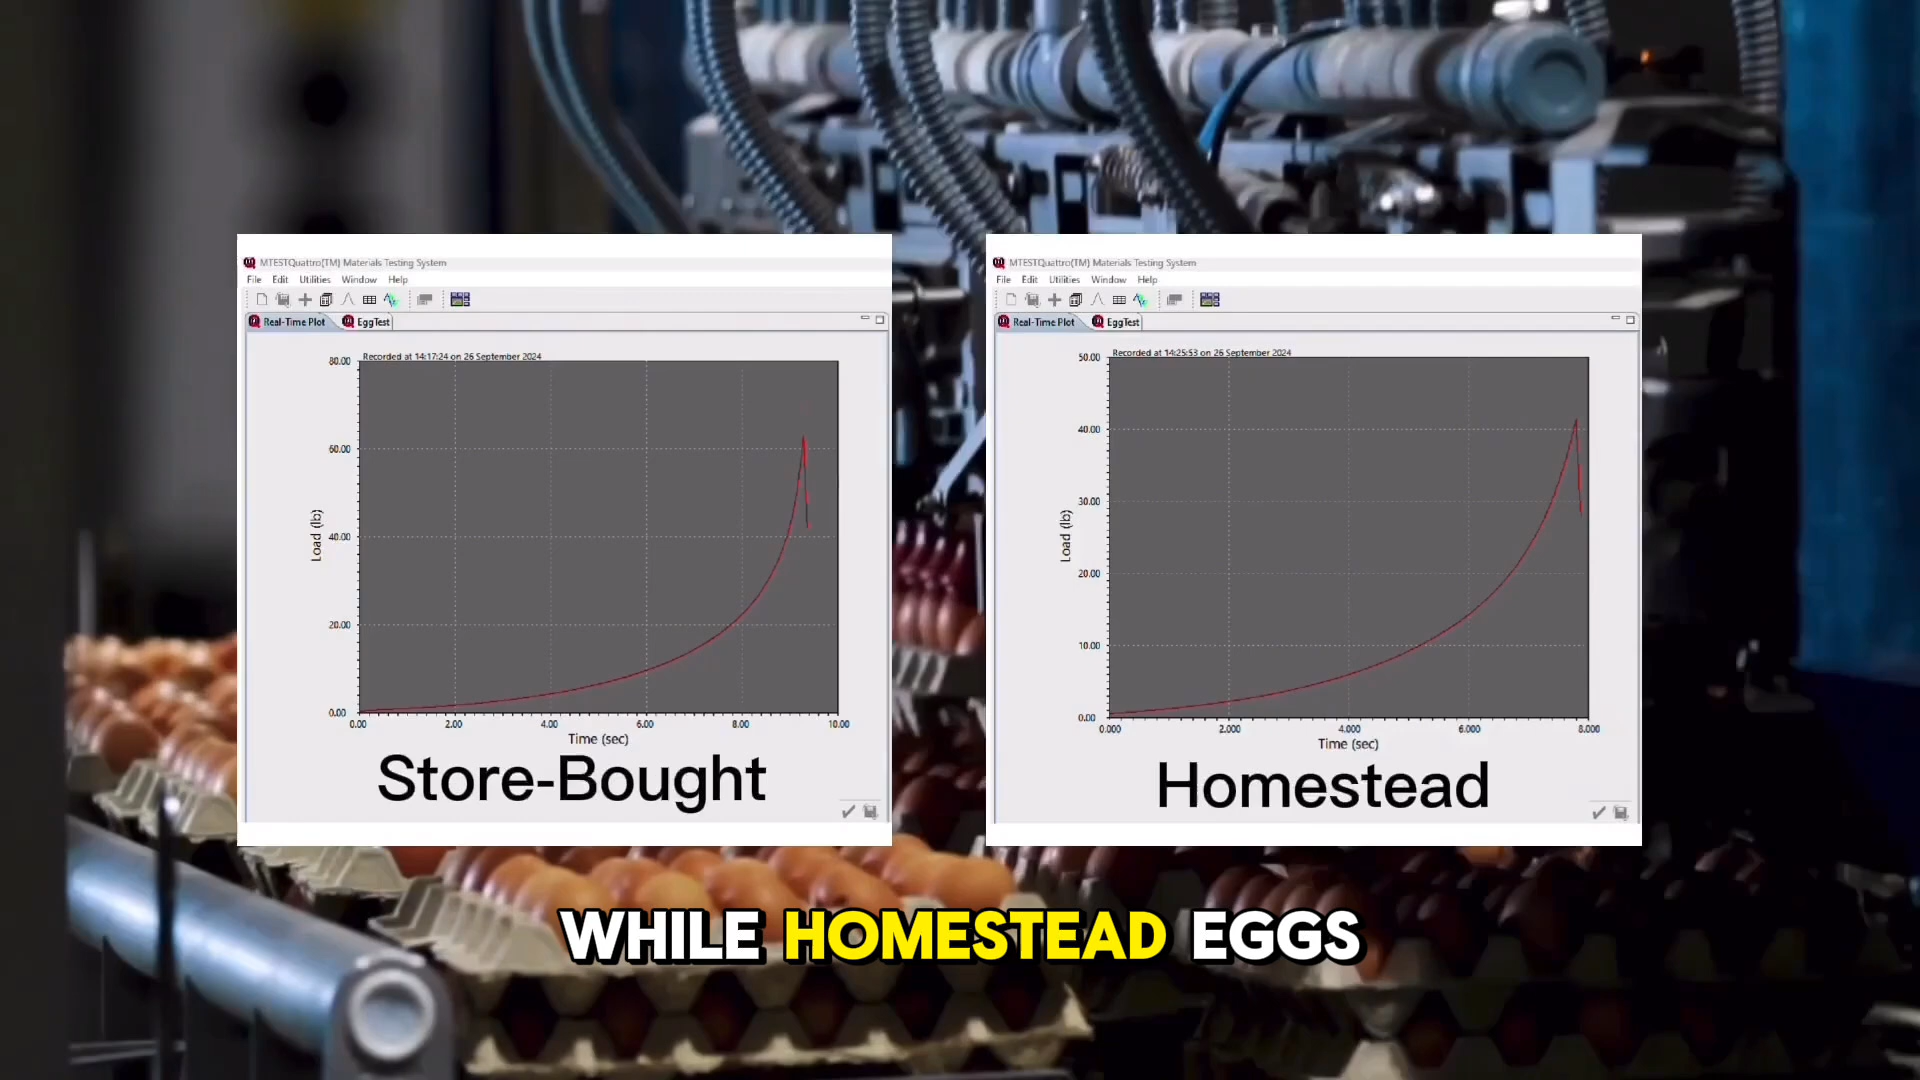 MTESTQuattro(TM) Materials Testing System
File Edit Utilities Window Help
Real-Time Plot EggTest
Recorded at 14:17:24 on 26 September 2024
80.00
60.00
40.00
20.00
0.00
Load (lb)
0.00 2.00 4.00 6.00 8.00 10.00
Time (sec)
Store-Bought
MTESTQuattro(TM) Materials Testing System
File Edit Utilities Window Help
Real-Time Plot EggTest
Recorded at 14:25:53 on 26 September 2024
50.00
40.00
30.00
20.00
10.00
0.00
Load (lb)
0.000 2.000 4.000 6.000 8.000
Time (sec)
Homestead
WHILE HOMESTEAD EGGS